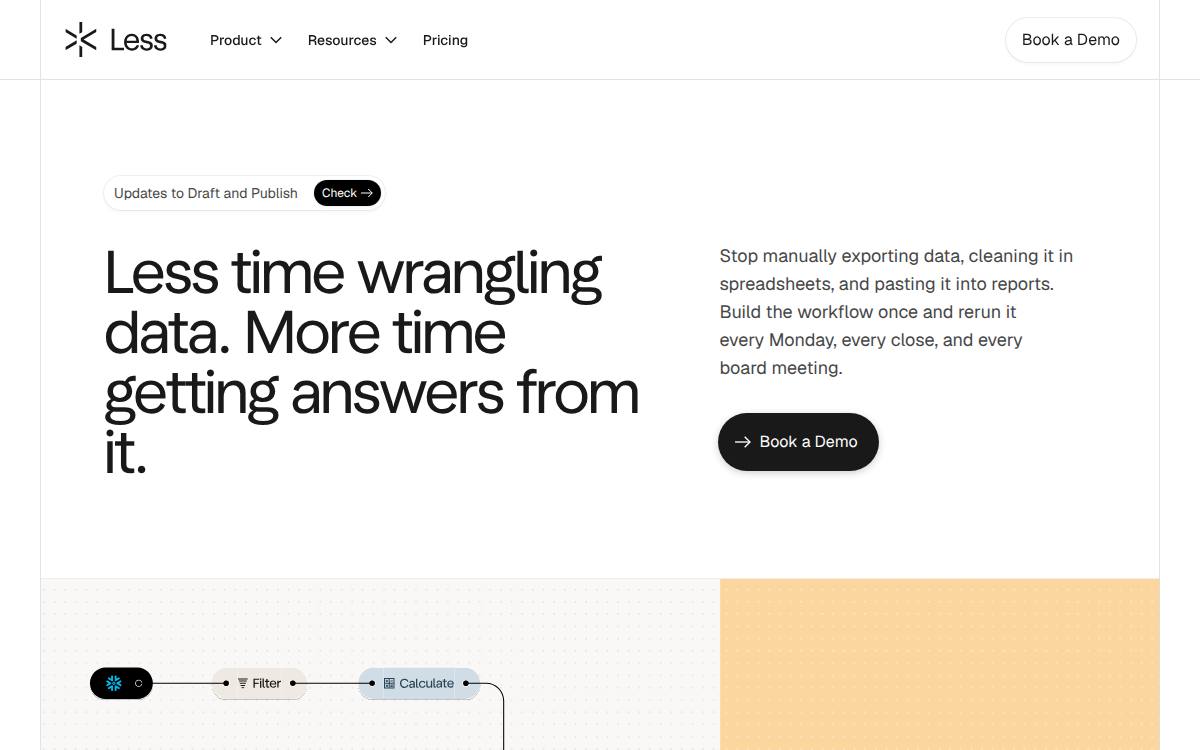 Less
Product
Resources
Pricing
Book a Demo
Updates to Draft and Publish
Check
Less time wrangling
data. More time
getting answers from
it.
Stop manually exporting data, cleaning it in
spreadsheets, and pasting it into reports.
Build the workflow once and rerun it
every Monday, every close, and every
board meeting.
Book a Demo
Filter
Calculate